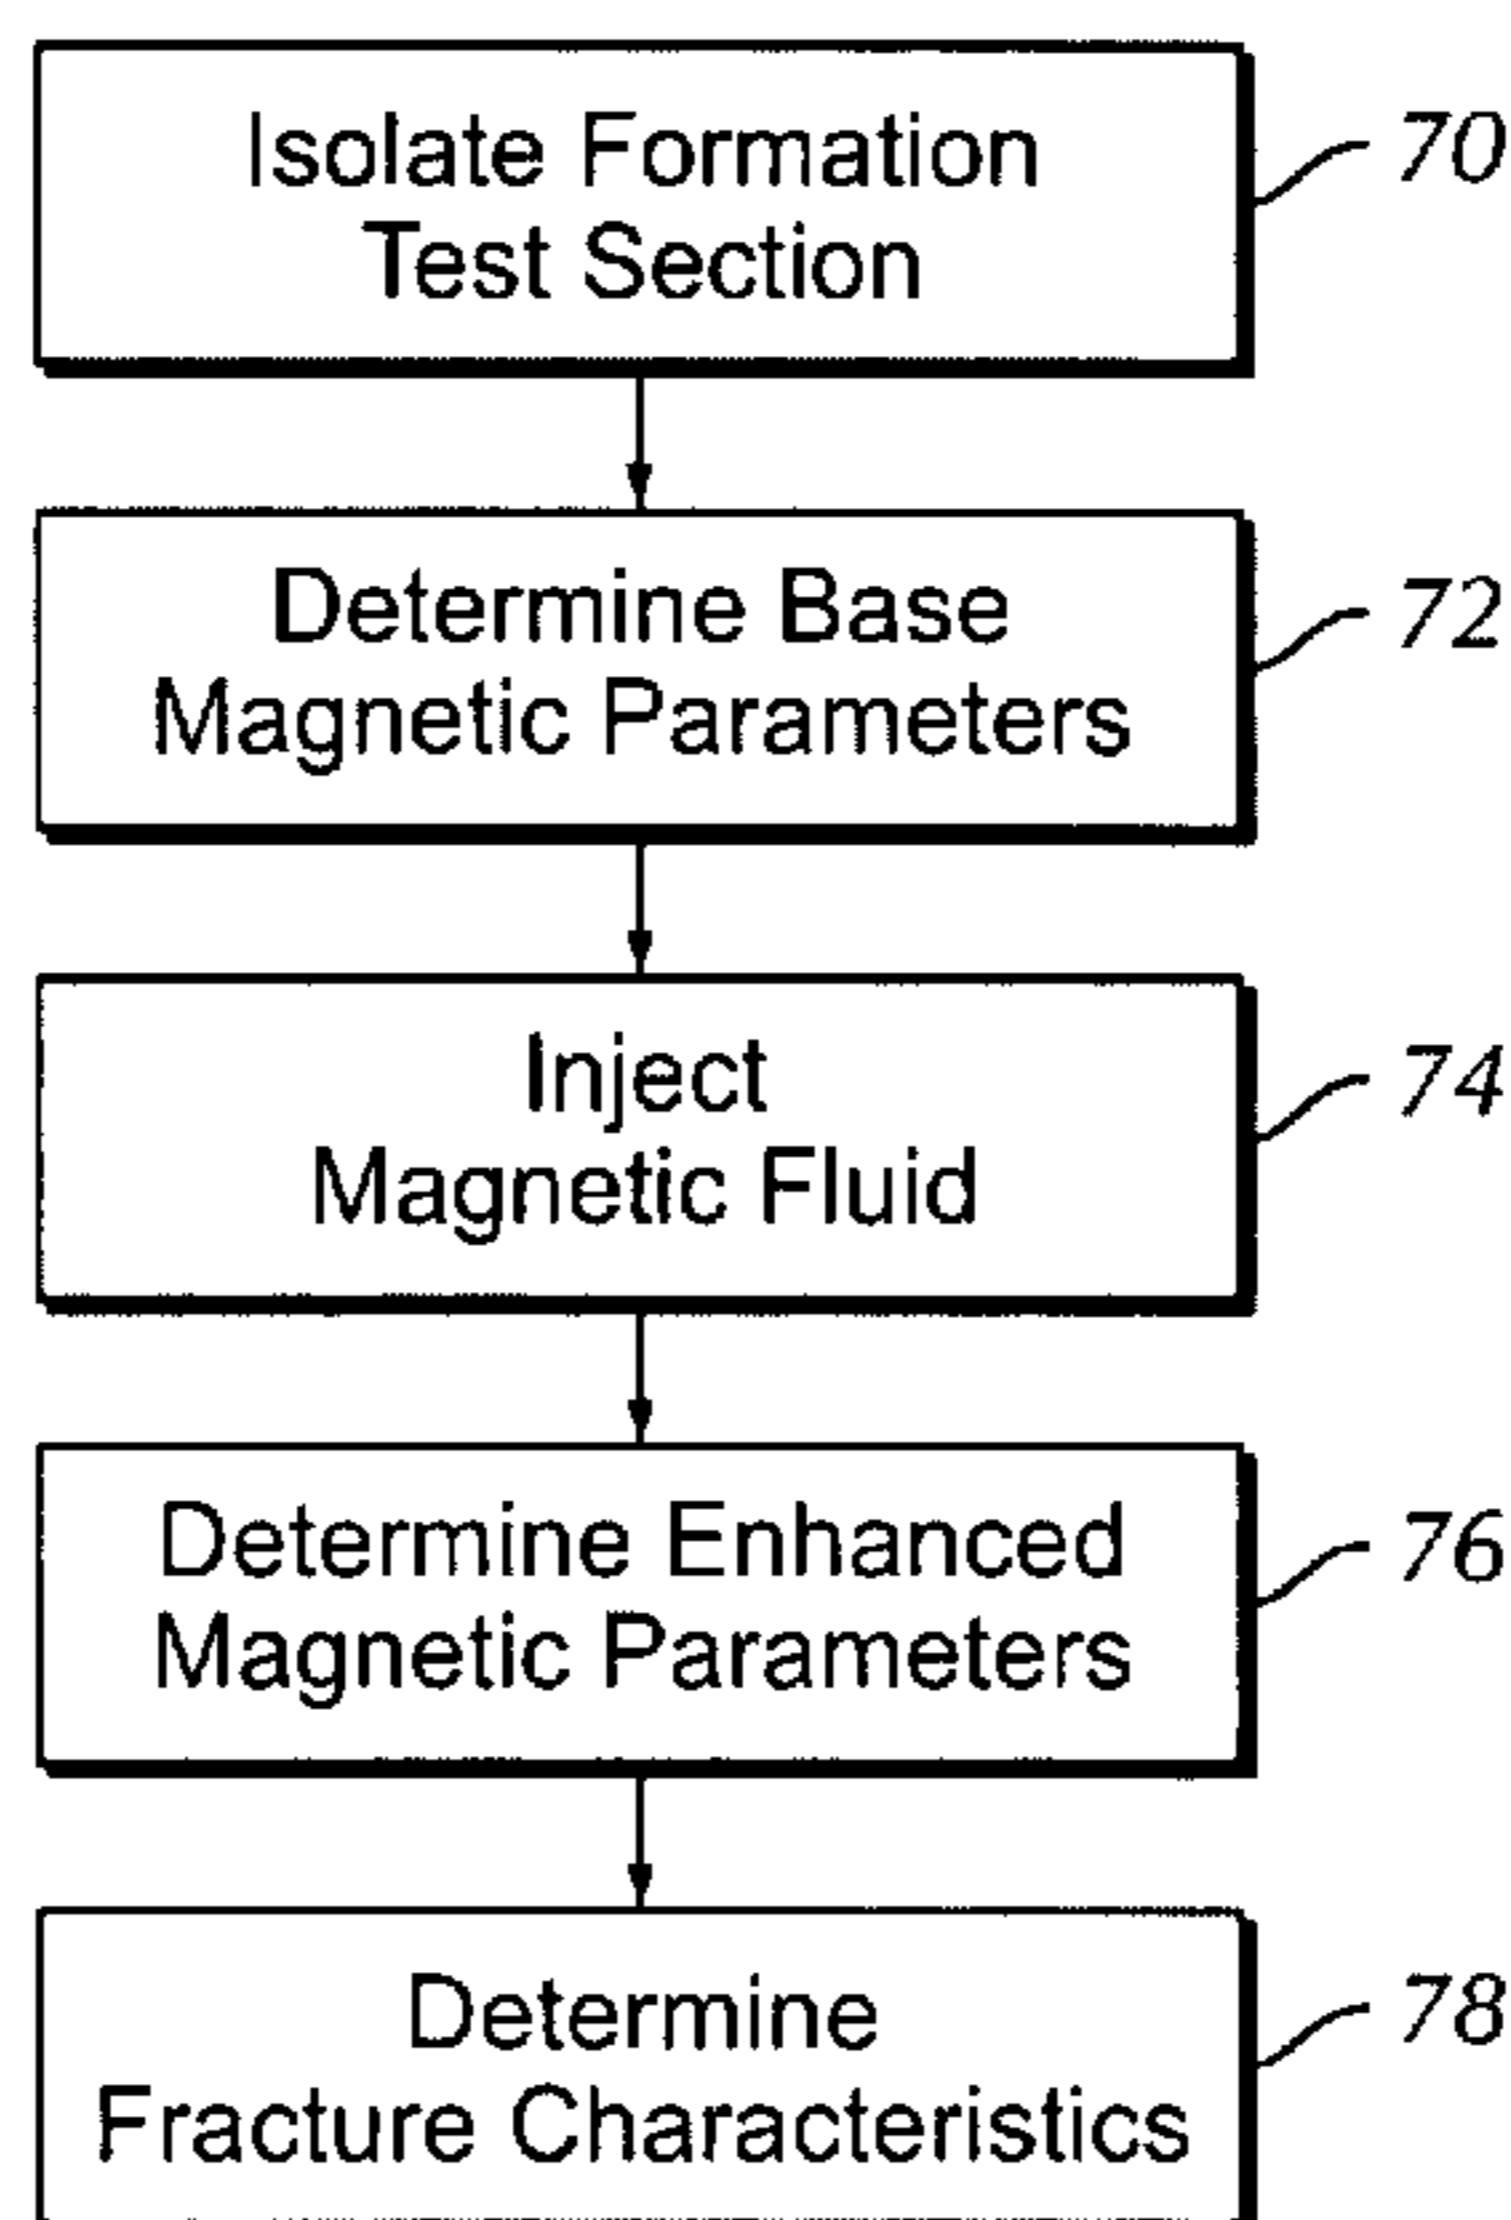 Isolate Formation
Test Section
70
Determine Base
Magnetic Parameters
72
Inject
Magnetic Fluid
74
Determine Enhanced
Magnetic Parameters
76
Determine
Fracture Characteristics
78